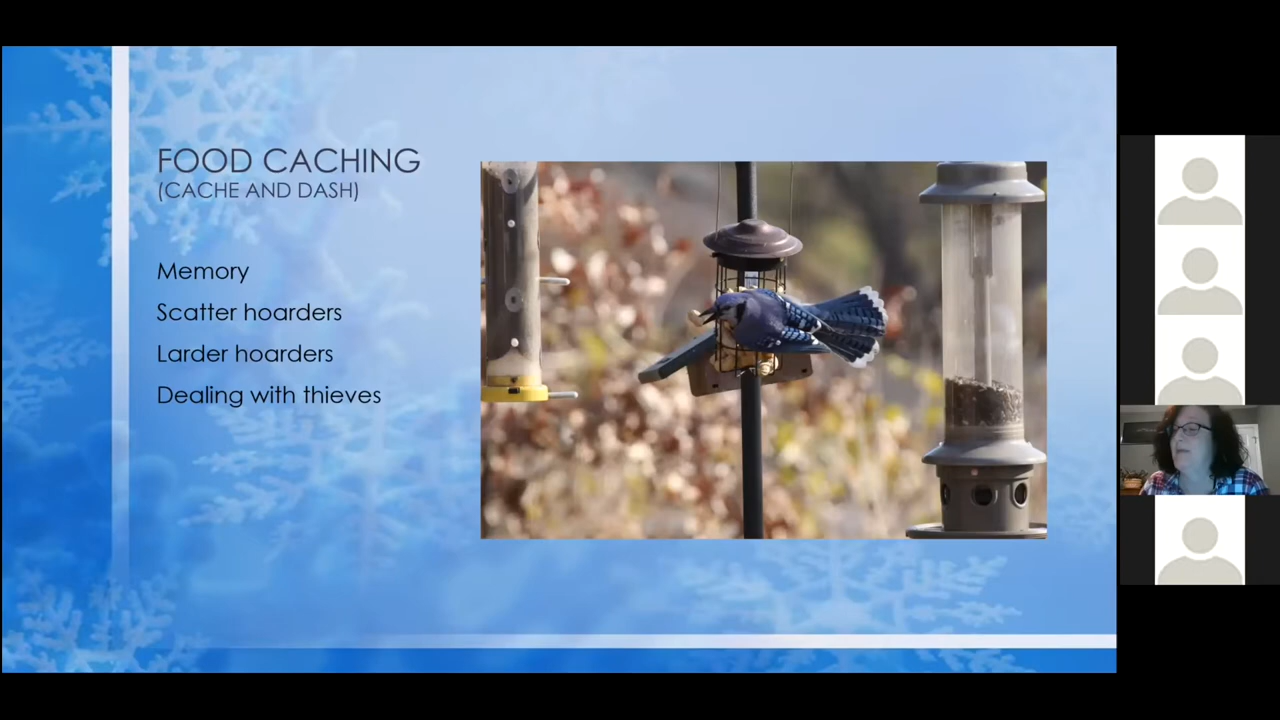 FOOD CACHING
(CACHE AND DASH)
Memory
Scatter hoarders
Larder hoarders
Dealing with thieves